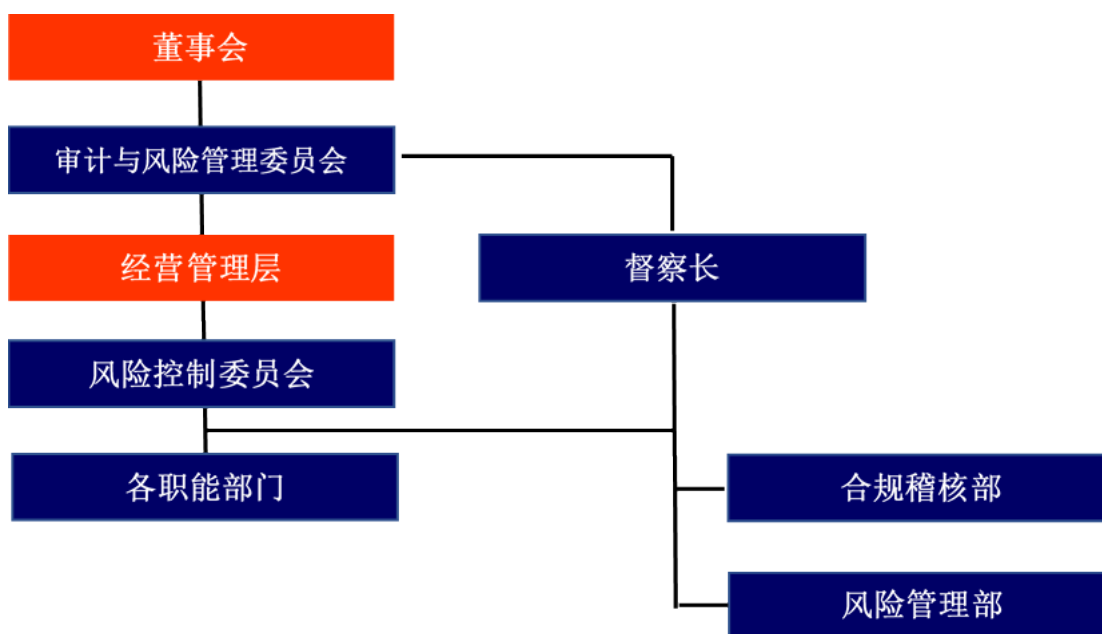 董事会
审计与风险管理委员会
经营管理层
督察长
风险控制委员会
各职能部门
合规稽核部
风险管理部